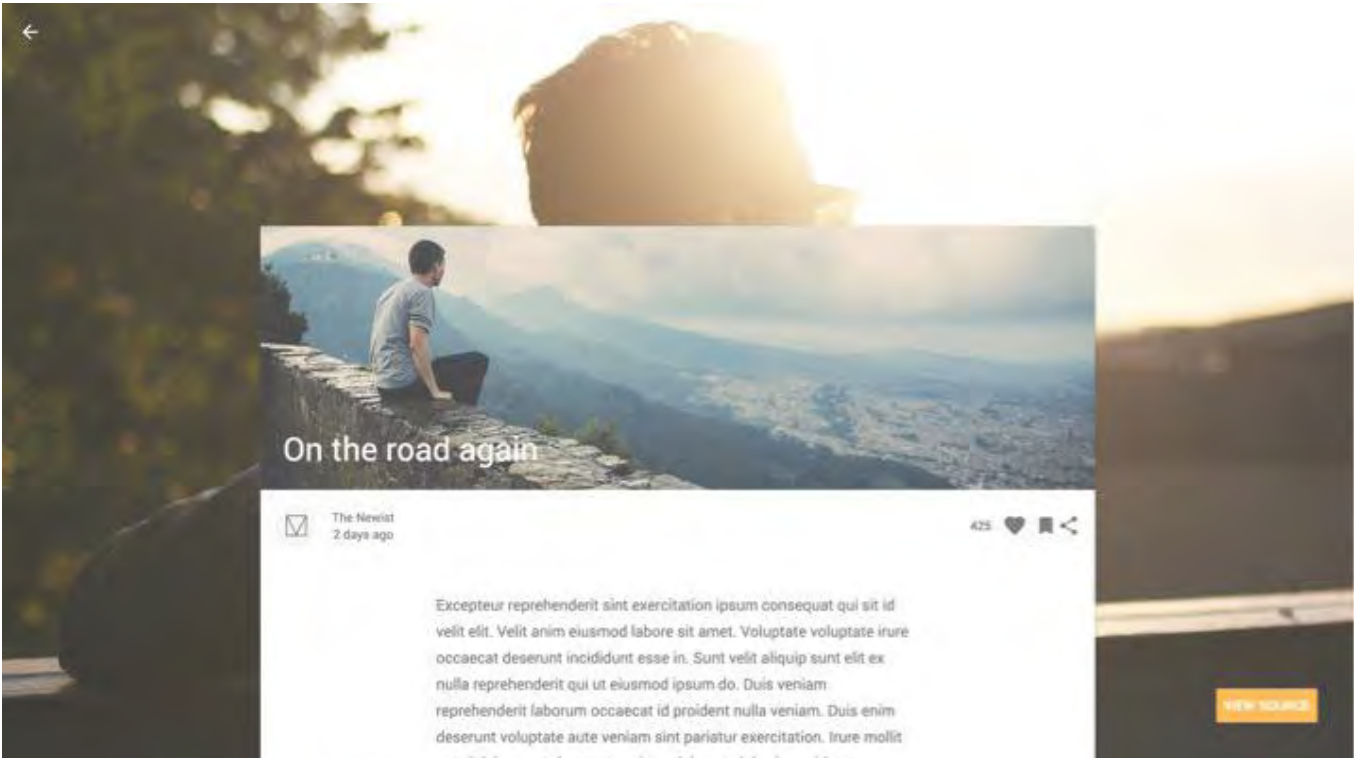 On the road again
The Newist
2 days ago
425
Excepteur reprehenderit sint exercitation ipsum consequat qui sit id
velit elit. Velit anim eiusmod labore sit amet. Voluptate voluptate irure
occaecat deserunt incididunt esse in. Sunt velit aliquip sunt elit ex
nulla reprehenderit qui ut eiusmod ipsum do. Duis veniam
reprehenderit laborum occaecat id proident nulla veniam. Duis enim
deserunt voluptate aute veniam sint pariatur exercitation. Irure mollit
VIEW SOURCE